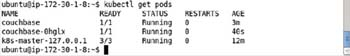 ubuntu@ip-172-30-1-8:~$ kubectl get pods
NAME READY STATUS RESTARTS AGE
couchbase 1/1 Running 0 3m
couchbase-0hglx 1/1 Running 0 40s
k8s-master-127.0.0.1 3/3 Running 0 12m
ubuntu@ip-172-30-1-8:~$